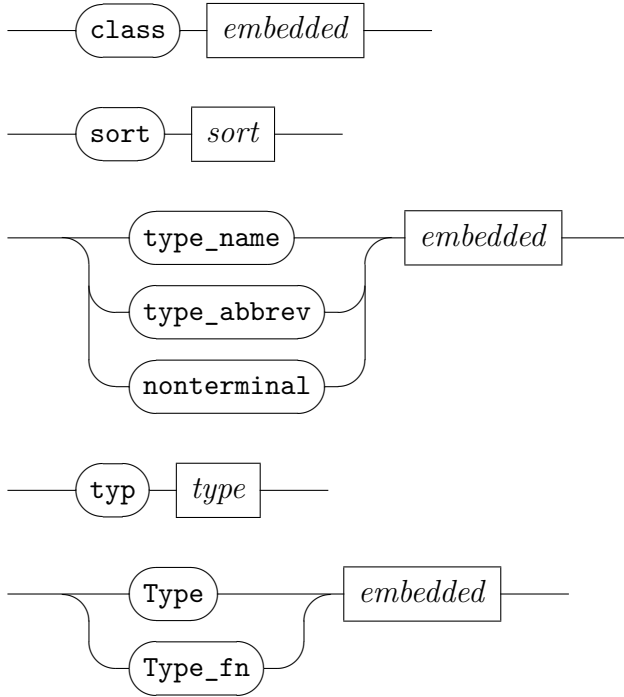 class embedded
sort sort
type_name embedded
type_abbrev
nonterminal
typ type
Type embedded
Type_fn